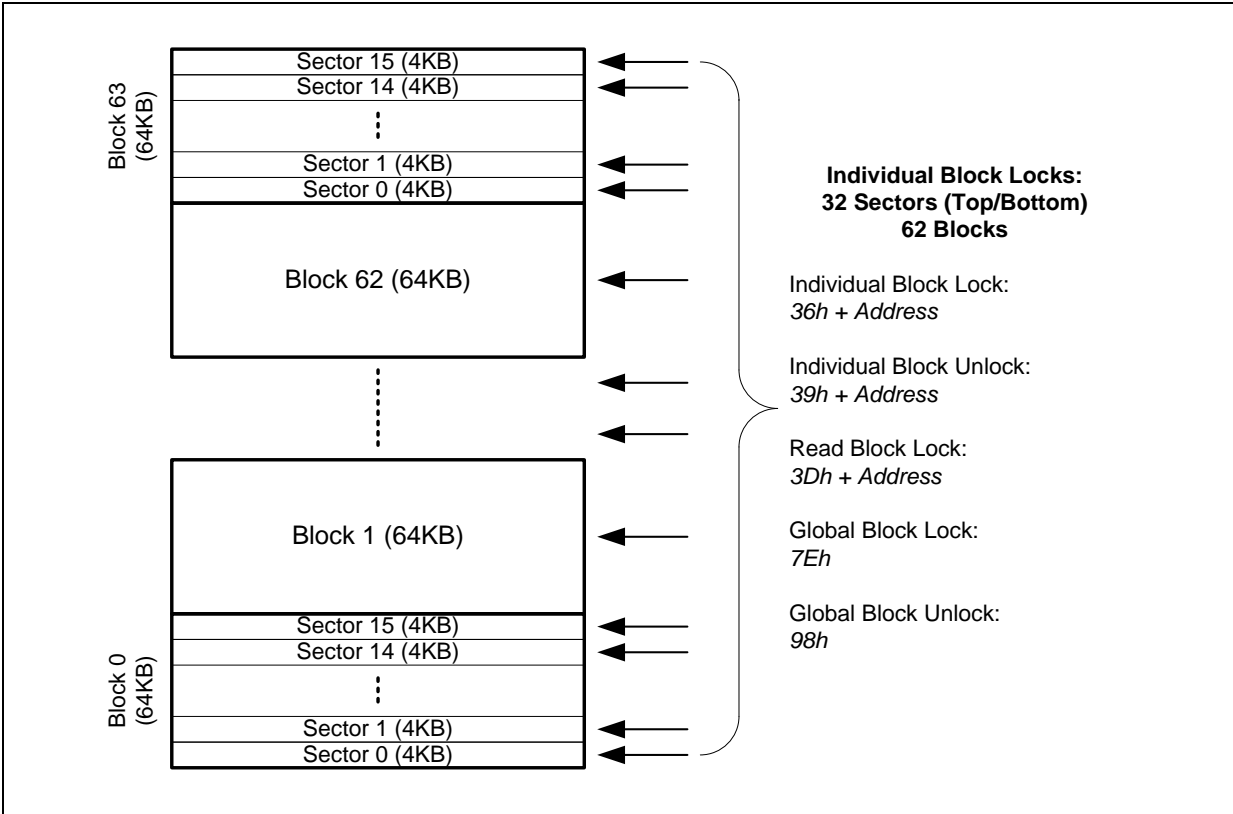 Block 63
(64KB)
Sector 15 (4KB)
Sector 14 (4KB)
Sector 1 (4KB)
Sector 0 (4KB)
Block 62 (64KB)
Block 1 (64KB)
Block 0
(64KB)
Sector 15 (4KB)
Sector 14 (4KB)
Sector 1 (4KB)
Sector 0 (4KB)
Individual Block Locks:
32 Sectors (Top/Bottom)
62 Blocks
Individual Block Lock:
36h + Address
Individual Block Unlock:
39h + Address
Read Block Lock:
3Dh + Address
Global Block Lock:
7Eh
Global Block Unlock:
98h